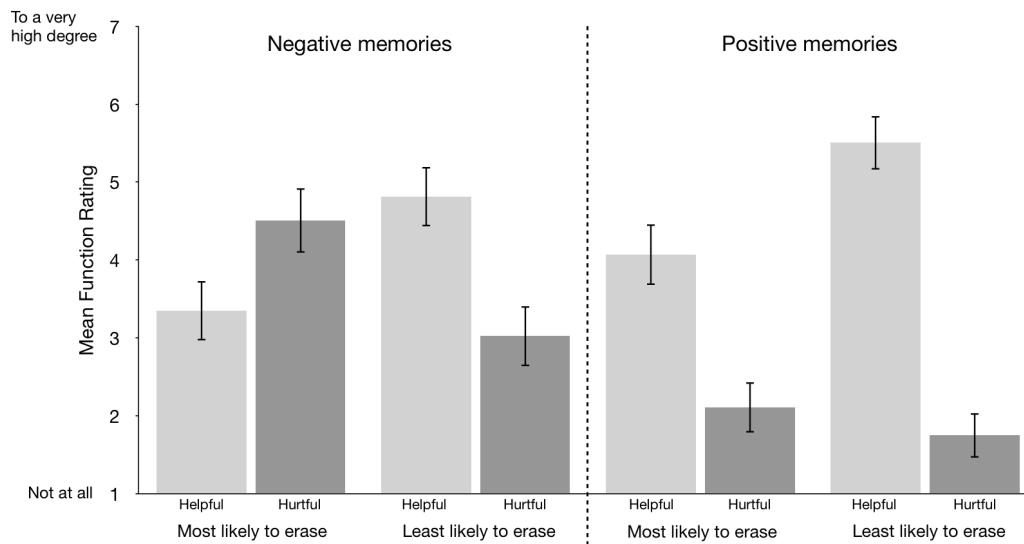 To a very
high degree
7
6
5
4
3
2
1
Not at all
Mean Function Rating
Negative memories
Positive memories
Helpful Hurtful Helpful Hurtful Helpful Hurtful Helpful Hurtful
Most likely to erase Least likely to erase Most likely to erase Least likely to erase